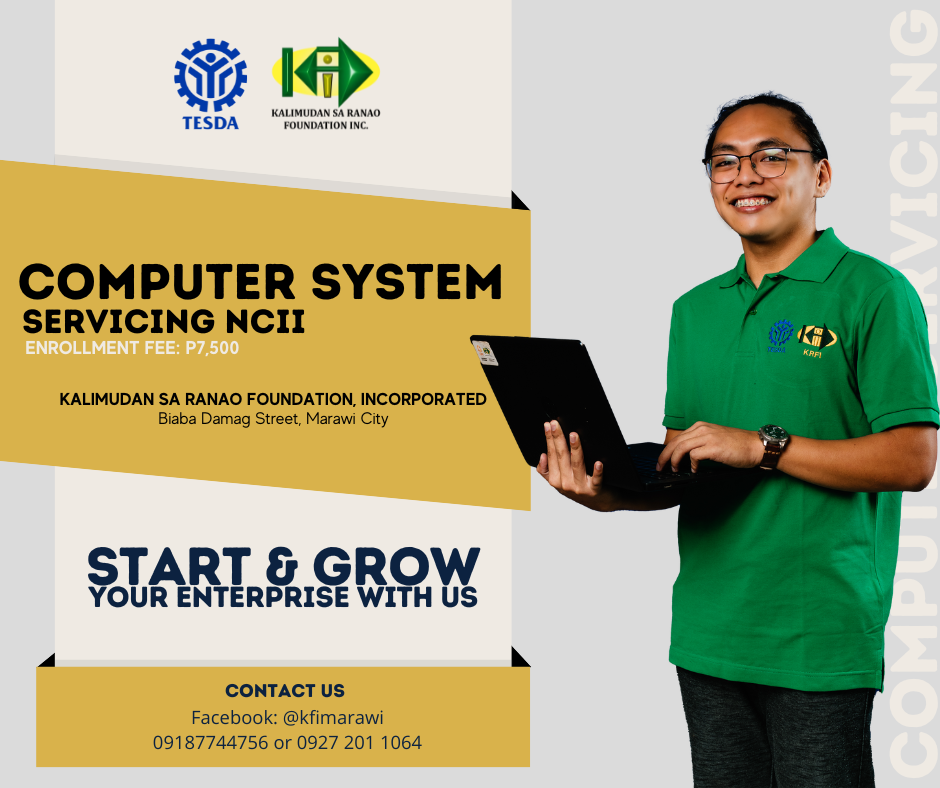 TESDA
KALIMUDAN SA RANAO
FOUNDATION INC.
COMPUTER SYSTEM
SERVICING NCII
ENROLLMENT FEE: P7,500
KALIMUDAN SA RANAO FOUNDATION, INCORPORATED
Biaba Damag Street, Marawi City
START & GROW
YOUR ENTERPRISE WITH US
CONTACT US
Facebook: @kfimarawi
09187744756 or 0927 201 1064
TESDA
KRFI
COMPUTER SERVICING